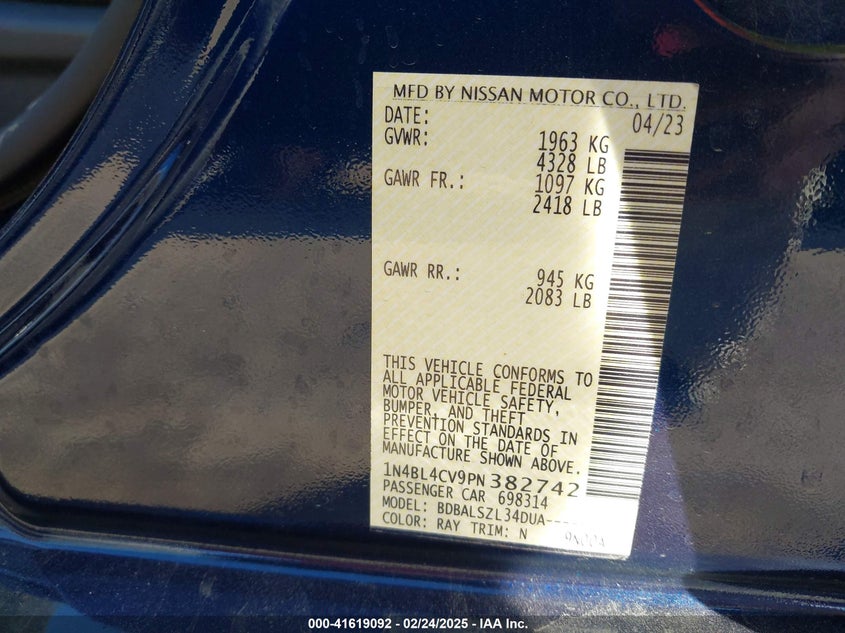 MFD BY NISSAN MOTOR CO., LTD.
DATE: 04/23
GVWR: 1963 KG
4328 LB
GAWR FR.: 1097 KG
2418 LB
GAWR RR.: 945 KG
2083 LB
THIS VEHICLE CONFORMS TO
ALL APPLICABLE FEDERAL
MOTOR VEHICLE SAFETY,
BUMPER, AND THEFT
PREVENTION STANDARDS IN
EFFECT ON THE DATE OF
MANUFACTURE SHOWN ABOVE.
1N4BL4CV9PN382742
PASSENGER CAR 698314
MODEL: BDBALSZL34DUA----
COLOR: RAY TRIM: N
000-41619092 - 02/24/2025 - IAA Inc.